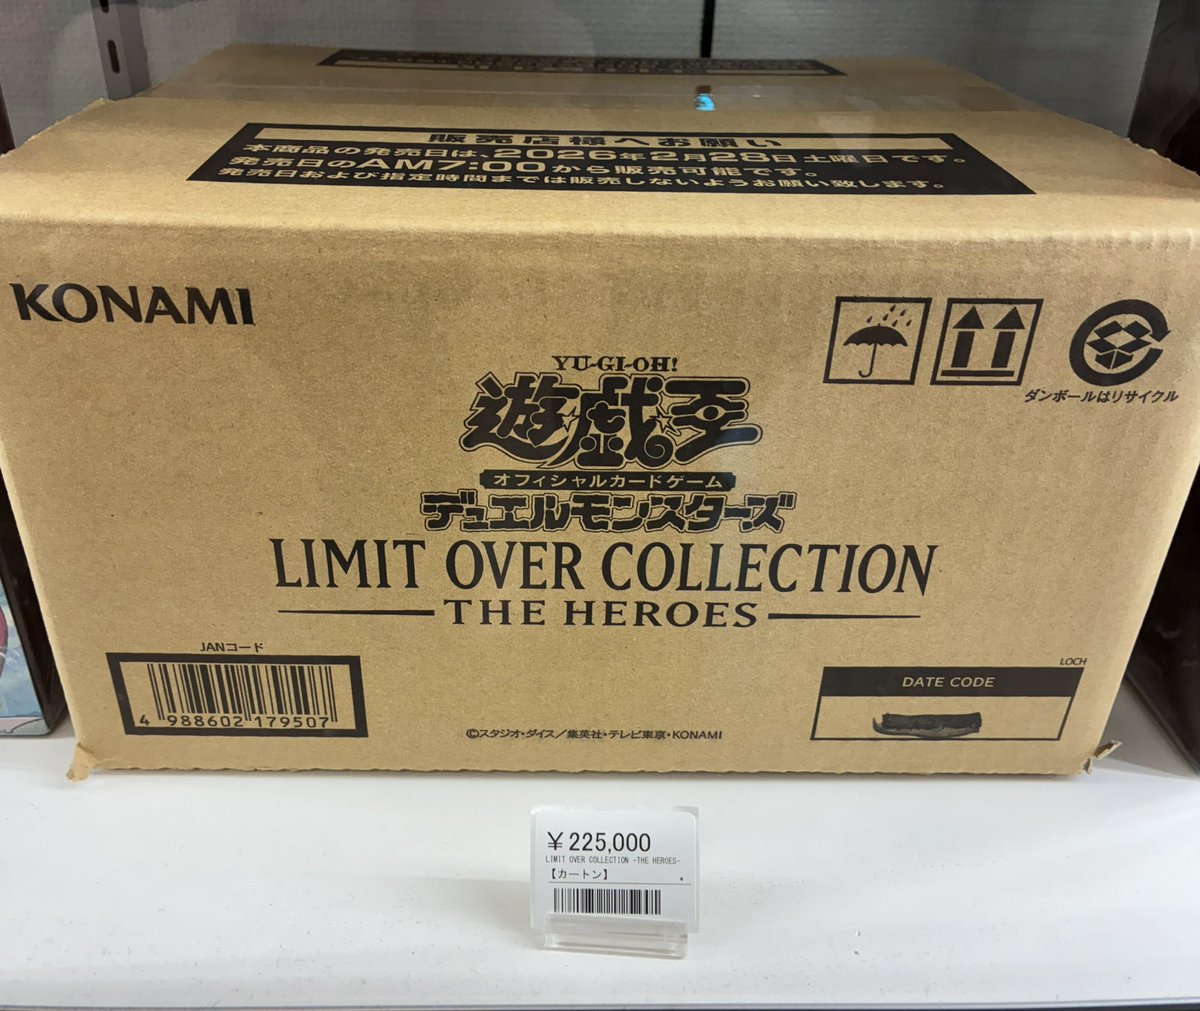 販売店様へお願い
本商品の発売日は、2026年2月28日土曜日です。
発売日のAM7:00から販売可能です。
発売日および指定時間までは販売しないようお願い致します。
KONAMI
ダンボールはリサイクル
YU-GI-OH!
遊戯王
オフィシャルカードゲーム
デュエルモンスターズ
LIMIT OVER COLLECTION
THE HEROES
JANコード
4 988602 179507
©スタジオ・ダイス/集英社・テレビ東京・KONAMI
LOCH
DATE CODE
¥225,000
LIMIT OVER COLLECTION -THE HEROES-
【カートン】